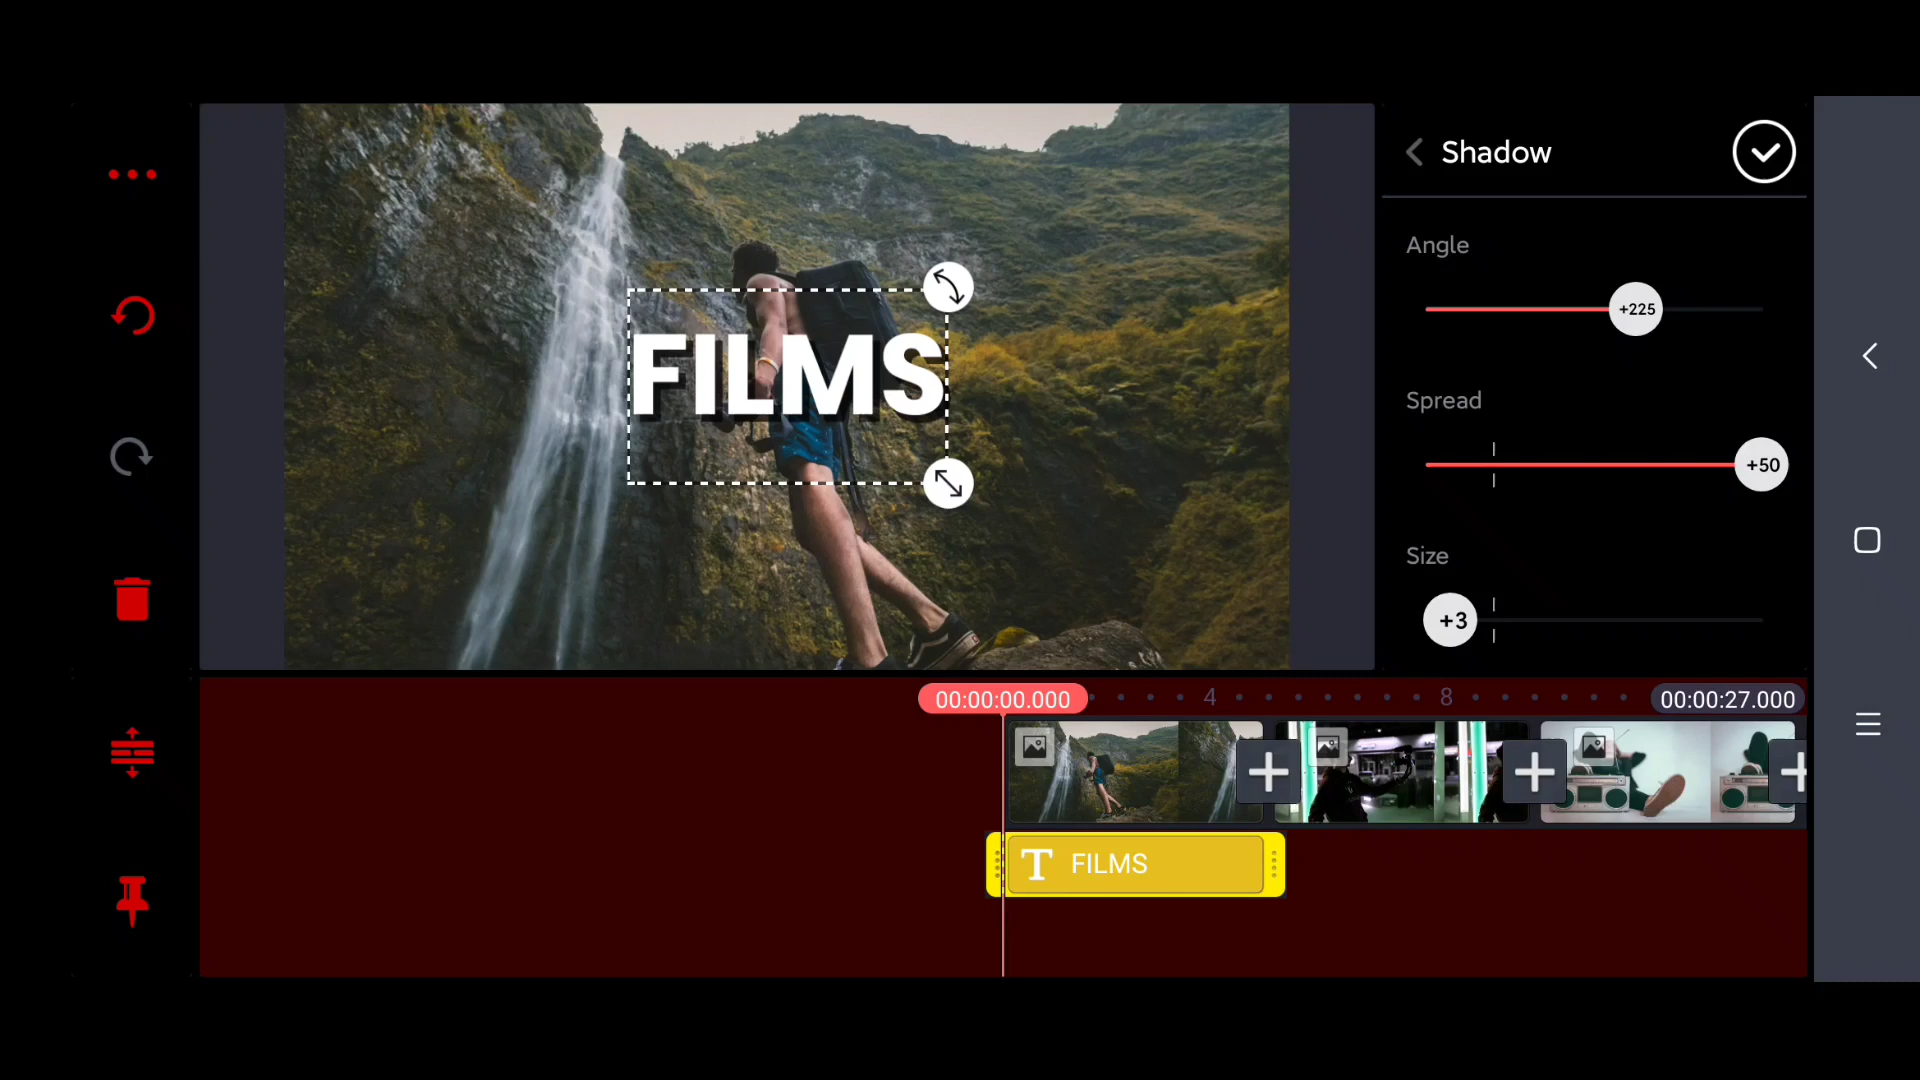 Shadow
Angle
+225
Spread
+50
Size
+3
FILMS
00:00:00.000
4
8
00:00:27.000
T FILMS